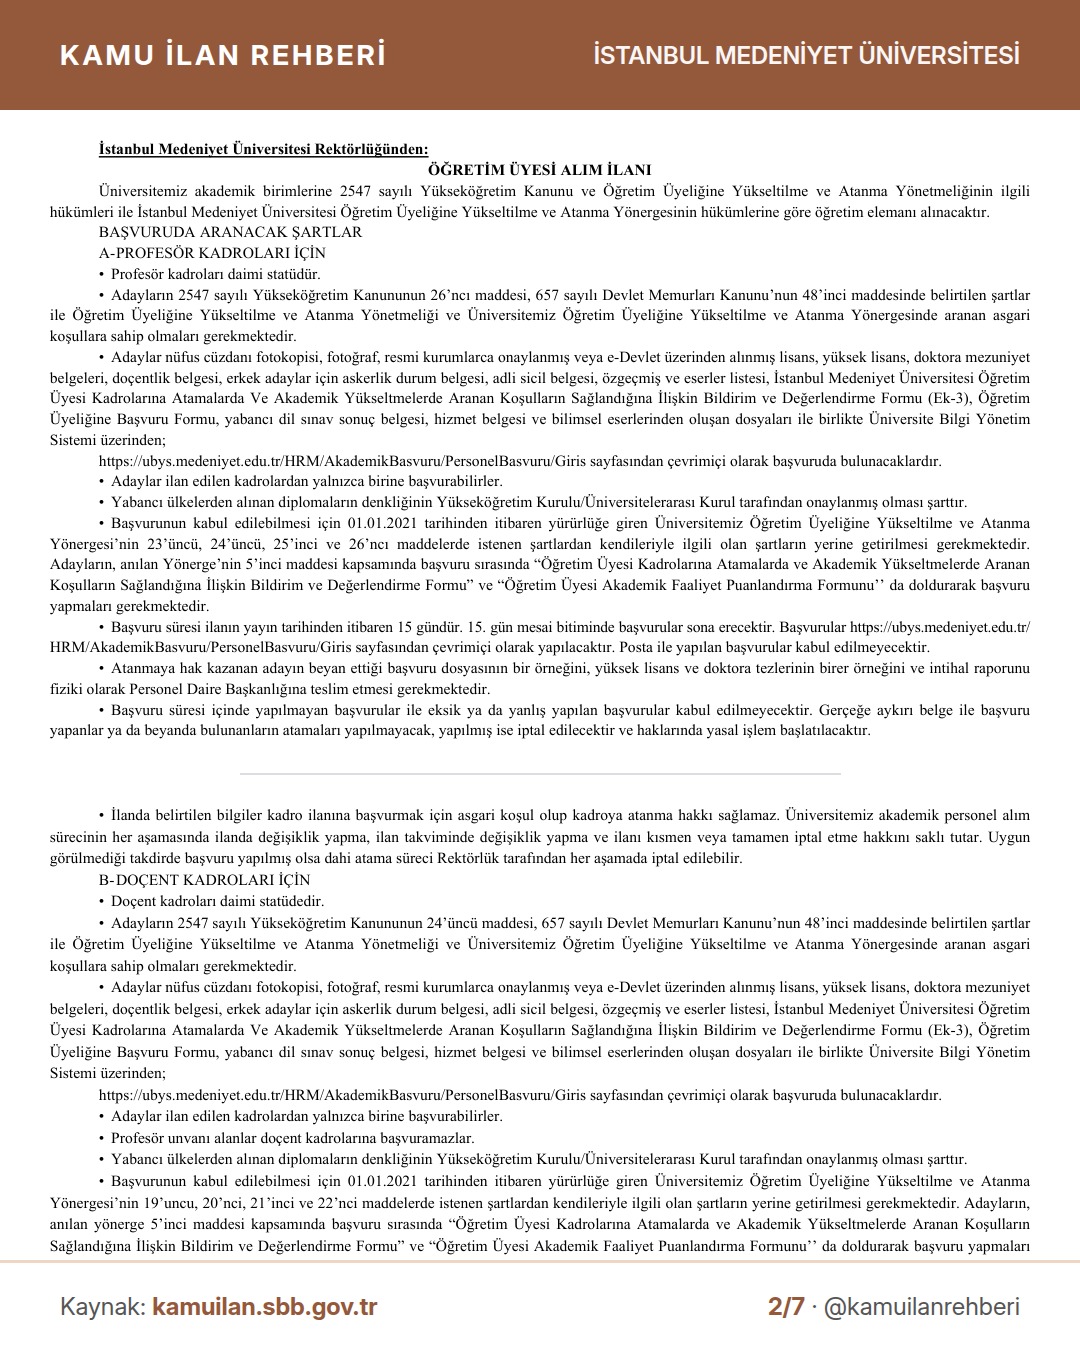 KAMU İLAN REHBERİ
İSTANBUL MEDENİYET ÜNİVERSİTESİ
İstanbul Medeniyet Üniversitesi Rektörlüğünden:
ÖĞRETİM ÜYESİ ALIM İLANI
Üniversitemiz akademik birimlerine 2547 sayılı Yükseköğretim Kanunu ve Öğretim Üyeliğine Yükseltilme ve Atanma Yönetmeliğinin ilgili
hükümleri ile İstanbul Medeniyet Üniversitesi Öğretim Üyeliğine Yükseltilme ve Atanma Yönergesinin hükümlerine göre öğretim elemanı alınacaktır.
BAŞVURUDA ARANACAK ŞARTLAR
A-PROFESÖR KADROLARI İÇİN
• Profesör kadroları daimi statüdür.
• Adayların 2547 sayılı Yükseköğretim Kanununun 26’ncı maddesi, 657 sayılı Devlet Memurları Kanunu’nun 48’inci maddesinde belirtilen şartlar
ile Öğretim Üyeliğine Yükseltilme ve Atanma Yönetmeliği ve Üniversitemiz Öğretim Üyeliğine Yükseltilme ve Atanma Yönergesinde aranan asgari
koşullara sahip olmaları gerekmektedir.
• Adaylar nüfus cüzdanı fotokopisi, fotoğraf, resmi kurumlarca onaylanmış veya e-Devlet üzerinden alınmış lisans, yüksek lisans, doktora mezuniyet
belgeleri, doçentlik belgesi, erkek adaylar için askerlik durum belgesi, adli sicil belgesi, özgeçmiş ve eserler listesi, İstanbul Medeniyet Üniversitesi Öğretim
Üyesi Kadrolarına Atamalarda Ve Akademik Yükseltmelerde Aranan Koşulların Sağlandığına İlişkin Bildirim ve Değerlendirme Formu (Ek-3), Öğretim
Üyeliğine Başvuru Formu, yabancı dil sınav sonuç belgesi, hizmet belgesi ve bilimsel eserlerinden oluşan dosyaları ile birlikte Üniversite Bilgi Yönetim
Sistemi üzerinden;
https://ubys.medeniyet.edu.tr/HRM/AkademikBasvuru/PersonelBasvuru/Giris sayfasından çevrimiçi olarak başvuruda bulunacaklardır.
• Adaylar ilan edilen kadrolardan yalnızca birine başvurabilirler.
• Yabancı ülkelerden alınan diplomaların denkliğinin Yükseköğretim Kurulu/Üniversitelerarası Kurul tarafından onaylanmış olması şarttır.
• Başvurunun kabul edilebilmesi için 01.01.2021 tarihinden itibaren yürürlüğe giren Üniversitemiz Öğretim Üyeliğine Yükseltilme ve Atanma
Yönergesi’nin 23’üncü, 24’üncü, 25’inci ve 26’ncı maddelerde istenen şartlardan kendileriyle ilgili olan şartların yerine getirilmesi gerekmektedir.
Adayların, anılan Yönerge’nin 5’inci maddesi kapsamında başvuru sırasında “Öğretim Üyesi Kadrolarına Atamalarda ve Akademik Yükseltmelerde Aranan
Koşulların Sağlandığına İlişkin Bildirim ve Değerlendirme Formu” ve “Öğretim Üyesi Akademik Faaliyet Puanlandırma Formunu’’ da doldurarak başvuru
yapmaları gerekmektedir.
• Başvuru süresi ilanın yayın tarihinden itibaren 15 gündür. 15. gün mesai bitiminde başvurular sona erecektir. Başvurular https://ubys.medeniyet.edu.tr/
HRM/AkademikBasvuru/PersonelBasvuru/Giris sayfasından çevrimiçi olarak yapılacaktır. Posta ile yapılan başvurular kabul edilmeyecektir.
• Atanmaya hak kazanan adayın beyan ettiği başvuru dosyasının bir örneğini, yüksek lisans ve doktora tezlerinin birer örneğini ve intihal raporunu
fiziki olarak Personel Daire Başkanlığına teslim etmesi gerekmektedir.
• Başvuru süresi içinde yapılmayan başvurular ile eksik ya da yanlış yapılan başvurular kabul edilmeyecektir. Gerçeğe aykırı belge ile başvuru
yapanlar ya da beyanda bulunanların atamaları yapılmayacak, yapılmış ise iptal edilecektir ve haklarında yasal işlem başlatılacaktır.
• İlanda belirtilen bilgiler kadro ilanına başvurmak için asgari koşul olup kadroya atanma hakkı sağlamaz. Üniversitemiz akademik personel alım
sürecinin her aşamasında ilanda değişiklik yapma, ilan takviminde değişiklik yapma ve ilanı kısmen veya tamamen iptal etme hakkını saklı tutar. Uygun
görülmediği takdirde başvuru yapılmış olsa dahi atama süreci Rektörlük tarafından her aşamada iptal edilebilir.
B-DOÇENT KADROLARI İÇİN
• Doçent kadroları daimi statüdedir.
• Adayların 2547 sayılı Yükseköğretim Kanununun 24’üncü maddesi, 657 sayılı Devlet Memurları Kanunu’nun 48’inci maddesinde belirtilen şartlar
ile Öğretim Üyeliğine Yükseltilme ve Atanma Yönetmeliği ve Üniversitemiz Öğretim Üyeliğine Yükseltilme ve Atanma Yönergesinde aranan asgari
koşullara sahip olmaları gerekmektedir.
• Adaylar nüfus cüzdanı fotokopisi, fotoğraf, resmi kurumlarca onaylanmış veya e-Devlet üzerinden alınmış lisans, yüksek lisans, doktora mezuniyet
belgeleri, doçentlik belgesi, erkek adaylar için askerlik durum belgesi, adli sicil belgesi, özgeçmiş ve eserler listesi, İstanbul Medeniyet Üniversitesi Öğretim
Üyesi Kadrolarına Atamalarda Ve Akademik Yükseltmelerde Aranan Koşulların Sağlandığına İlişkin Bildirim ve Değerlendirme Formu (Ek-3), Öğretim
Üyeliğine Başvuru Formu, yabancı dil sınav sonuç belgesi, hizmet belgesi ve bilimsel eserlerinden oluşan dosyaları ile birlikte Üniversite Bilgi Yönetim
Sistemi üzerinden;
https://ubys.medeniyet.edu.tr/HRM/AkademikBasvuru/PersonelBasvuru/Giris sayfasından çevrimiçi olarak başvuruda bulunacaklardır.
• Adaylar ilan edilen kadrolardan yalnızca birine başvurabilirler.
• Profesör unvanı alanlar doçent kadrolarına başvuramazlar.
• Yabancı ülkelerden alınan diplomaların denkliğinin Yükseköğretim Kurulu/Üniversitelerarası Kurul tarafından onaylanmış olması şarttır.
• Başvurunun kabul edilebilmesi için 01.01.2021 tarihinden itibaren yürürlüğe giren Üniversitemiz Öğretim Üyeliğine Yükseltilme ve Atanma
Yönergesi’nin 19’uncu, 20’nci, 21’inci ve 22’nci maddelerde istenen şartlardan kendileriyle ilgili olan şartların yerine getirilmesi gerekmektedir. Adayların,
anılan yönerge 5’inci maddesi kapsamında başvuru sırasında “Öğretim Üyesi Kadrolarına Atamalarda ve Akademik Yükseltmelerde Aranan Koşulların
Sağlandığına İlişkin Bildirim ve Değerlendirme Formu” ve “Öğretim Üyesi Akademik Faaliyet Puanlandırma Formunu’’ da doldurarak başvuru yapmaları
Kaynak: kamuilan.sbb.gov.tr
2/7 · @kamuilanrehberi